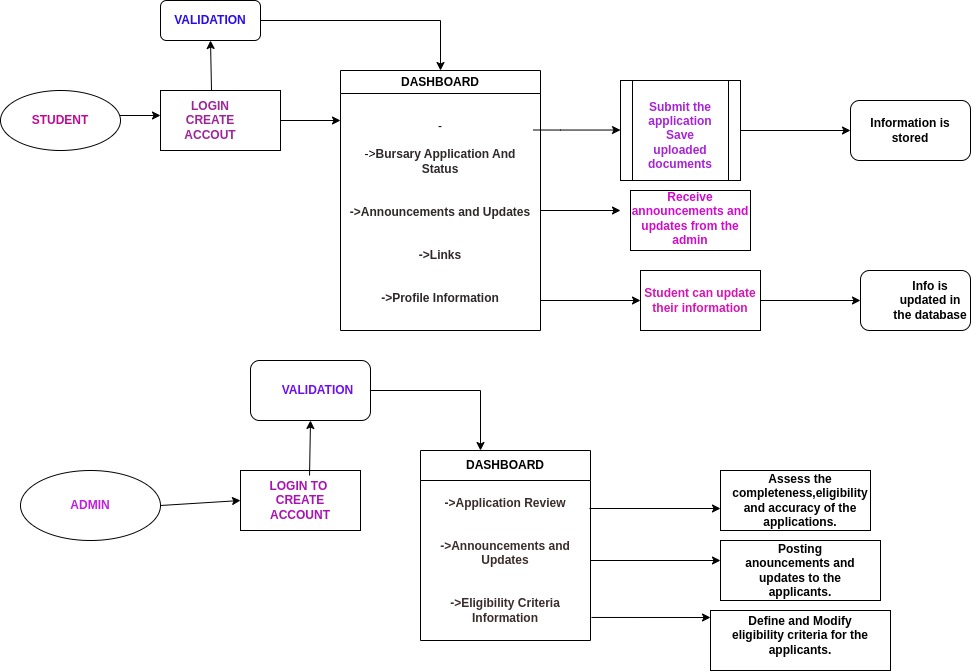 VALIDATION
STUDENT
LOGIN
CREATE
ACCOUT
DASHBOARD
-
->Bursary Application And
Status
->Announcements and Updates
->Links
->Profile Information
Submit the
application
Save
uploaded
documents
Information is
stored
Receive
announcements and
updates from the
admin
Student can update
their information
Info is
updated in
the database
VALIDATION
ADMIN
LOGIN TO
CREATE
ACCOUNT
DASHBOARD
->Application Review
->Announcements and
Updates
->Eligibility Criteria
Information
Assess the
completeness,eligibility
and accuracy of the
applications.
Posting
anouncements and
updates to the
applicants.
Define and Modify
eligibility criteria for the
applicants.